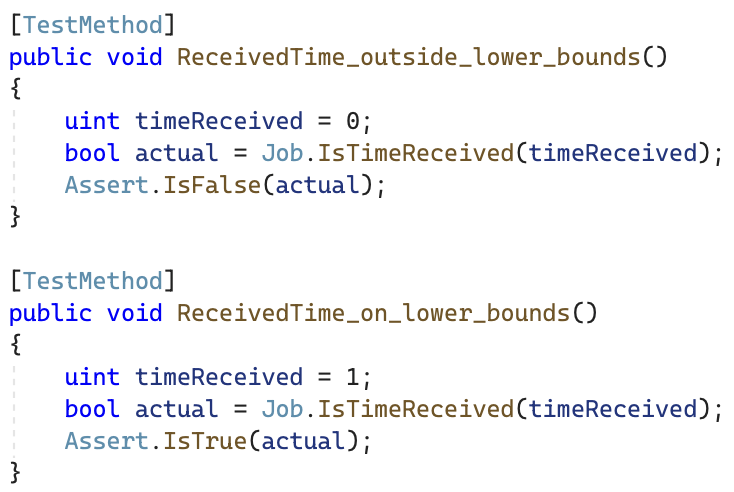 [TestMethod]
public void ReceivedTime_outside_lower_bounds()
{
    uint timeReceived = 0;
    bool actual = Job.IsTimeReceived(timeReceived);
    Assert.IsFalse(actual);
}

[TestMethod]
public void ReceivedTime_on_lower_bounds()
{
    uint timeReceived = 1;
    bool actual = Job.IsTimeReceived(timeReceived);
    Assert.IsTrue(actual);
}